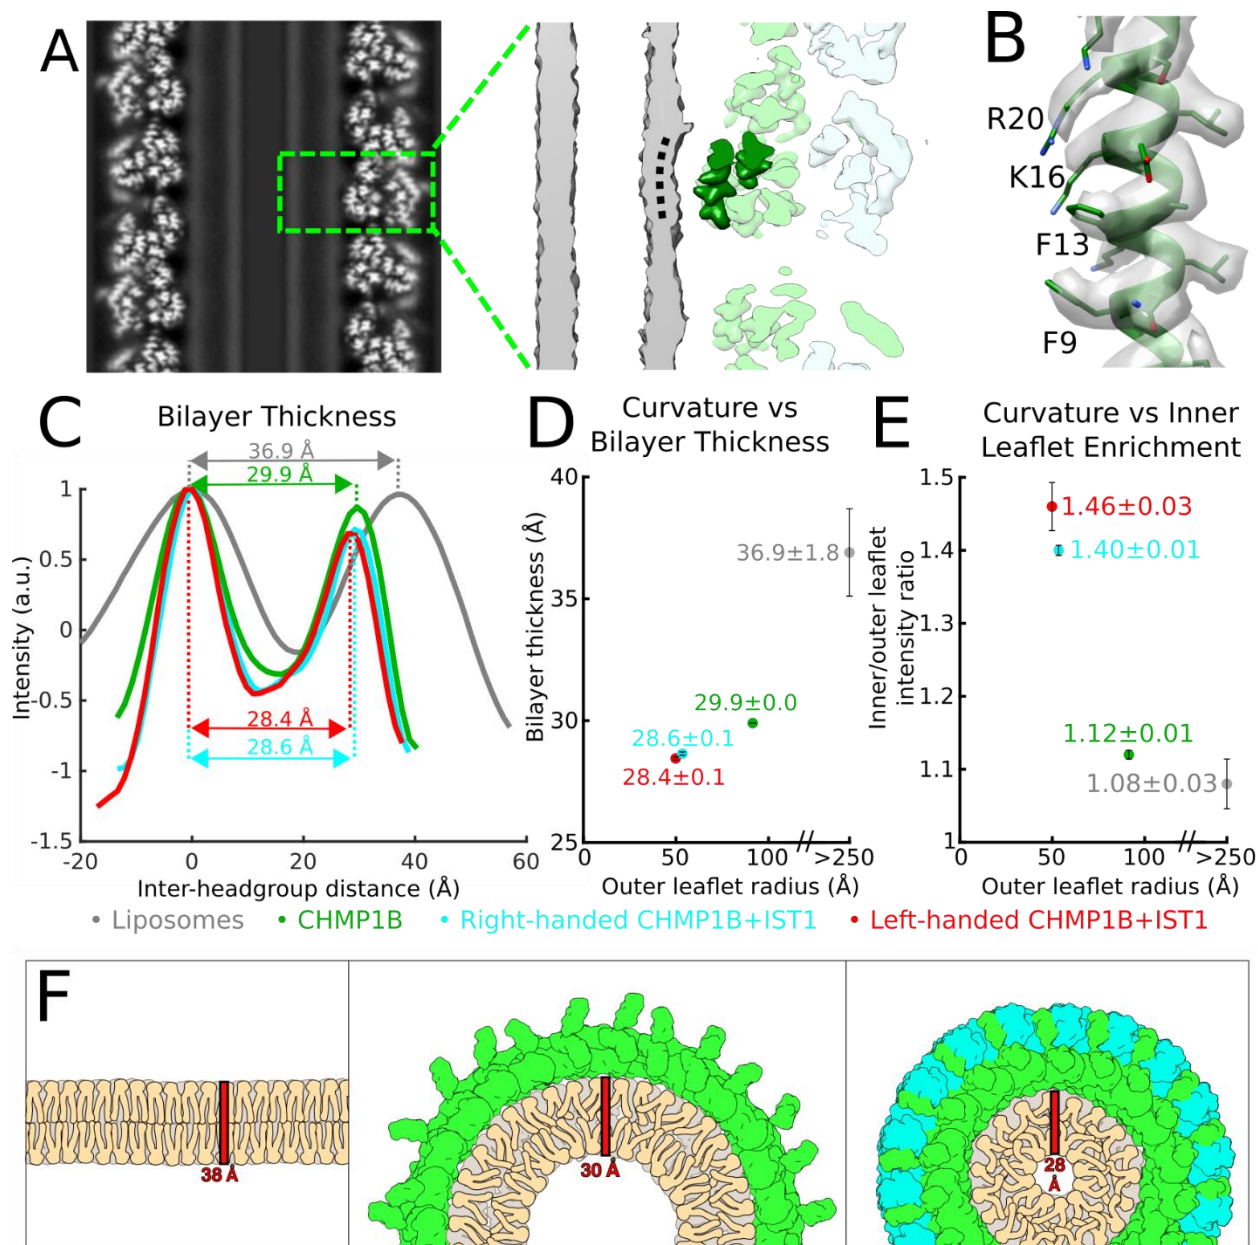 A
B
R20
K16
F13
F9
C
Bilayer Thickness
36.9 Å
29.9 Å
28.4 Å
28.6 Å
Intensity (a.u.)
1
0.5
0
-0.5
-1
-1.5
-20
0
20
40
60
Inter-headgroup distance (Å)
D
Curvature vs
Bilayer Thickness
Bilayer thickness (Å)
40
35
30
25
36.9±1.8
29.9±0.0
28.6±0.1
28.4±0.1
0
50
100
>250
Outer leaflet radius (Å)
E
Curvature vs Inner
Leaflet Enrichment
Inner/outer leaflet
intensity ratio
1.5
1.4
1.3
1.2
1.1
1
1.46±0.03
1.40±0.01
1.12±0.01
1.08±0.03
0
50
100
>250
Outer leaflet radius (Å)
• Liposomes • CHMP1B • Right-handed CHMP1B+IST1 • Left-handed CHMP1B+IST1
F
38 Å
30 Å
28
Å